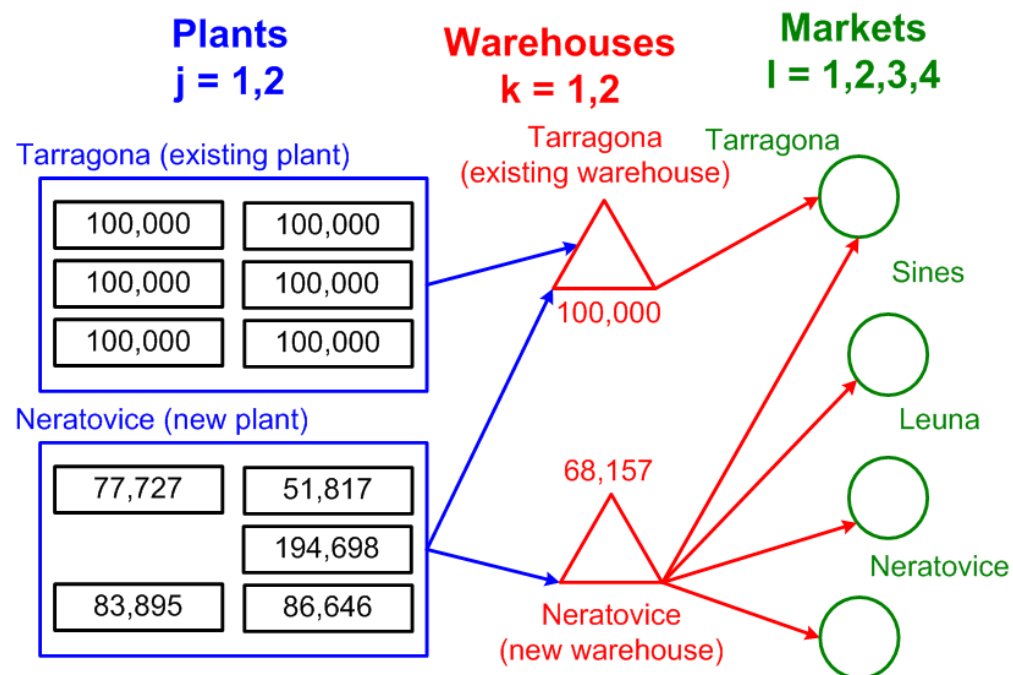 Plants
j = 1,2
Warehouses
k = 1,2
Markets
l = 1,2,3,4
Tarragona (existing plant)
100,000 100,000
100,000 100,000
100,000 100,000
Neratovice (new plant)
77,727 51,817
194,698
83,895 86,646
Tarragona
(existing warehouse)
100,000
68,157
Neratovice
(new warehouse)
Tarragona
Sines
Leuna
Neratovice